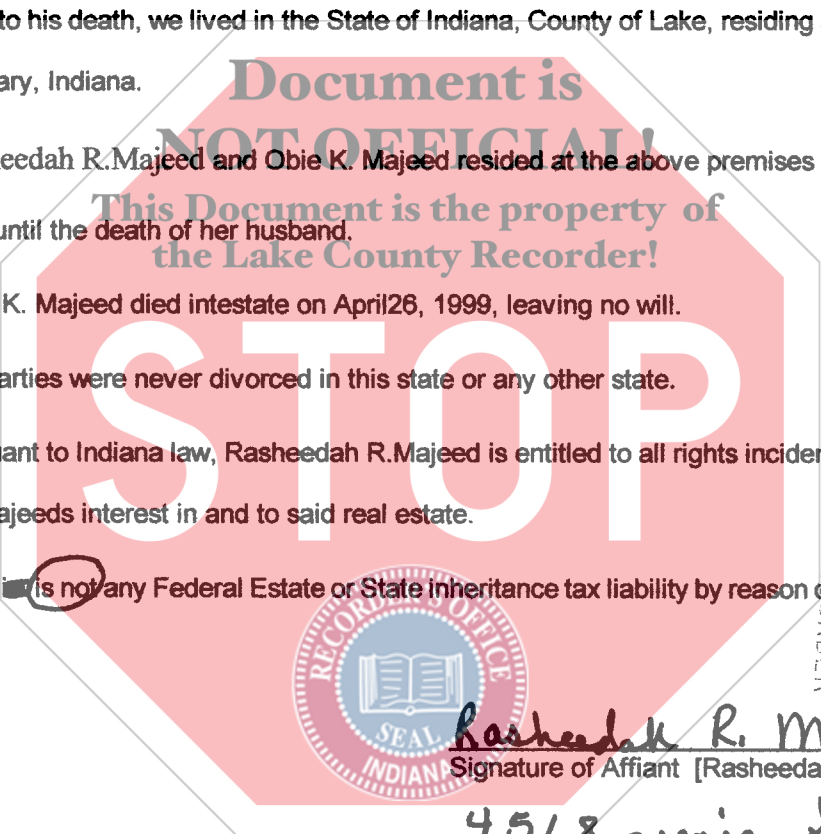 to his death, we lived in the State of Indiana, County of Lake, residing
Document is
ary, Indiana.
NOT OFFICIAL!
eedah R.Majeed and Obie K. Majeed resided at the above premises
This Document is the property of
until the death of her husband.
the Lake County Recorder!
K. Majeed died intestate on April26, 1999, leaving no will.
arties were never divorced in this state or any other state.
STOP
uant to Indiana law, Rasheedah R.Majeed is entitled to all rights inciden
ajeeds interest in and to said real estate.
is not any Federal Estate or State inheritance tax liability by reason o
RECORDER'S OFFICE
SEAL
INDIANA
Rasheedah R. M
Signature of Affiant [Rasheeda